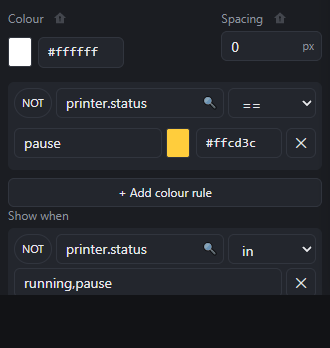 Colour Spacing
#ffffff 0 px
NOT printer.status ==
pause #ffcd3c ×
+ Add colour rule
Show when
NOT printer.status in
running,pause ×